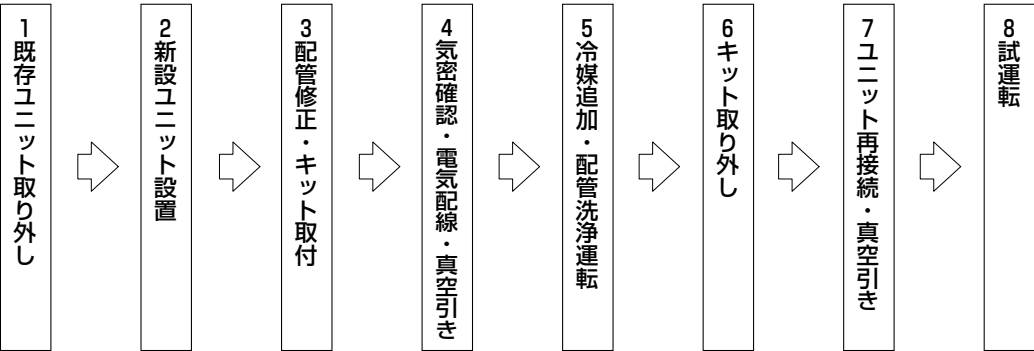 1既存ユニット取り外し
2新設ユニット設置
3配管修正・キット取付
4気密確認・電気配線・真空引き
5冷媒追加・配管洗浄運転
6キット取り外し
7ユニット再接続・真空引き
8試運転